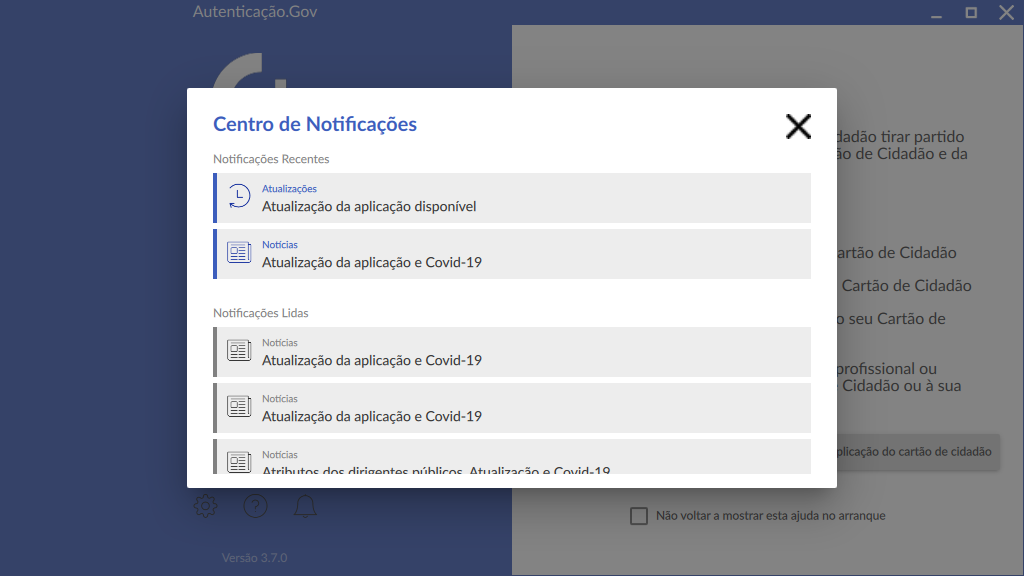 Autenticação.Gov
Centro de Notificações
Notificações Recentes
Atualizações
Atualização da aplicação disponível
Notícias
Atualização da aplicação e Covid-19
Notificações Lidas
Notícias
Atualização da aplicação e Covid-19
Notícias
Atualização da aplicação e Covid-19
Notícias
Atributos dos dirigentes públicos, Atualização e Covid-19
dadão tirar partido
ão de Cidadão e da
artão de Cidadão
Cartão de Cidadão
o seu Cartão de
profissional ou
Cidadão ou à sua
plicação do cartão de cidadão
Não voltar a mostrar esta ajuda no arranque
Versão 3.7.0